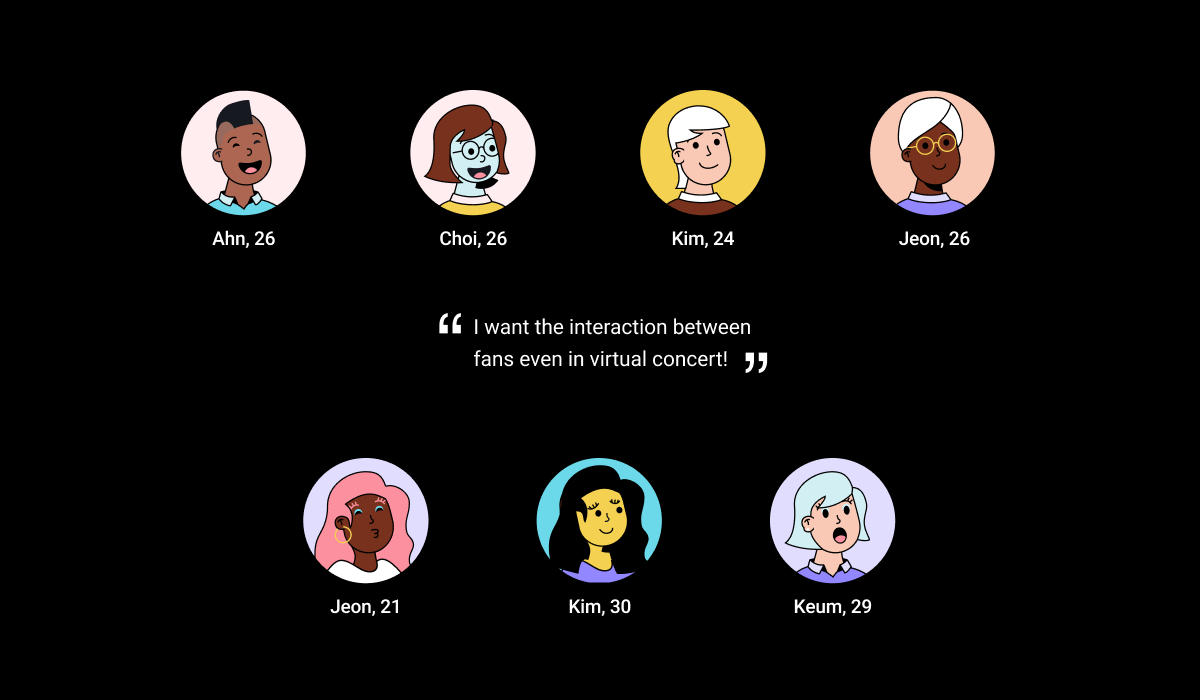 Ahn, 26
Choi, 26
Kim, 24
Jeon, 26
“ I want the interaction between
fans even in virtual concert! ”
Jeon, 21
Kim, 30
Keum, 29